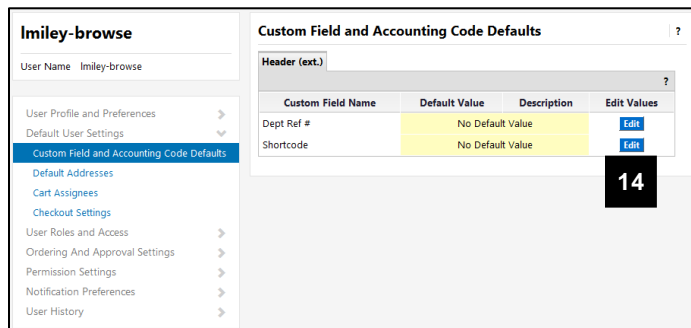 lmiley-browse
User Name lmiley-browse
User Profile and Preferences
Default User Settings
Custom Field and Accounting Code Defaults
Default Addresses
Cart Assignees
Checkout Settings
User Roles and Access
Ordering And Approval Settings
Permission Settings
Notification Preferences
User History
Custom Field and Accounting Code Defaults ?
Header (ext.)
?
Custom Field Name Default Value Description Edit Values
Dept Ref # No Default Value Edit
Shortcode No Default Value Edit
14